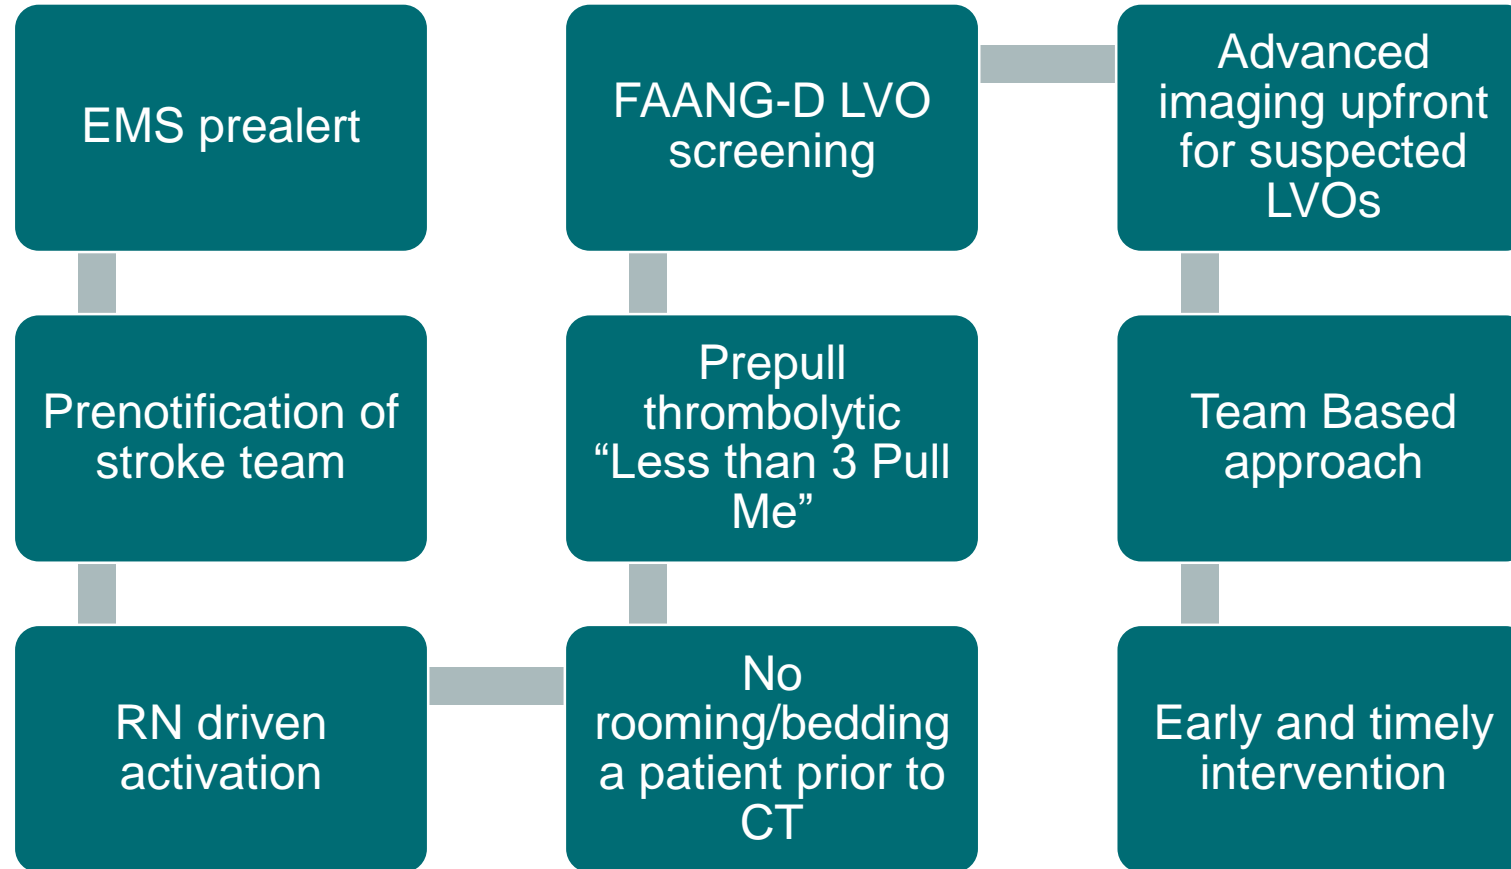 EMS prealert
Prenotification of
stroke team
RN driven
activation
No
rooming/bedding
a patient prior to
CT
Prepull
thrombolytic
“Less than 3 Pull
Me”
FAANG-D LVO
screening
Advanced
imaging upfront
for suspected
LVOs
Team Based
approach
Early and timely
intervention